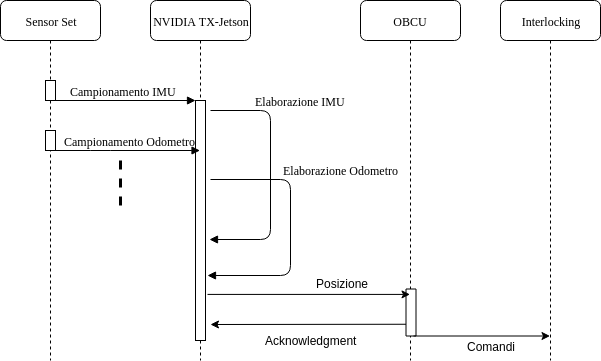 Sensor Set
NVIDIA TX-Jetson
OBCU
Interlocking
Campionamento IMU
Elaborazione IMU
Campionamento Odometro
Elaborazione Odometro
Posizione
Acknowledgment
Comandi